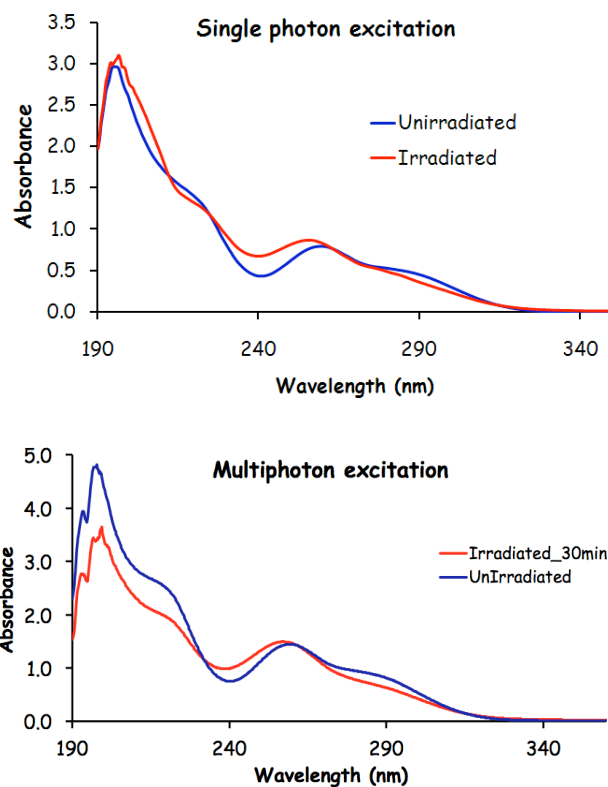 Single photon excitation
3.5
3.0
2.5
2.0
1.5
1.0
0.5
0.0
Absorbance
Unirradiated
Irradiated
190 240 290 340
Wavelength (nm)
Multiphoton excitation
5.0
4.0
3.0
2.0
1.0
0.0
Absorbance
Irradiated_30min
UnIrradiated
190 240 290 340
Wavelength (nm)